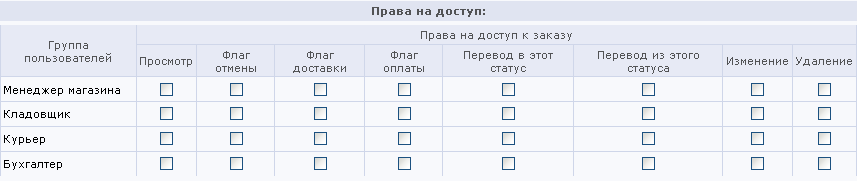 Права на доступ:
Группа пользователей
Права на доступ к заказу
Просмотр
Флаг отмены
Флаг доставки
Флаг оплаты
Перевод в этот статус
Перевод из этого статуса
Изменение
Удаление
Менеджер магазина
Кладовщик
Курьер
Бухгалтер